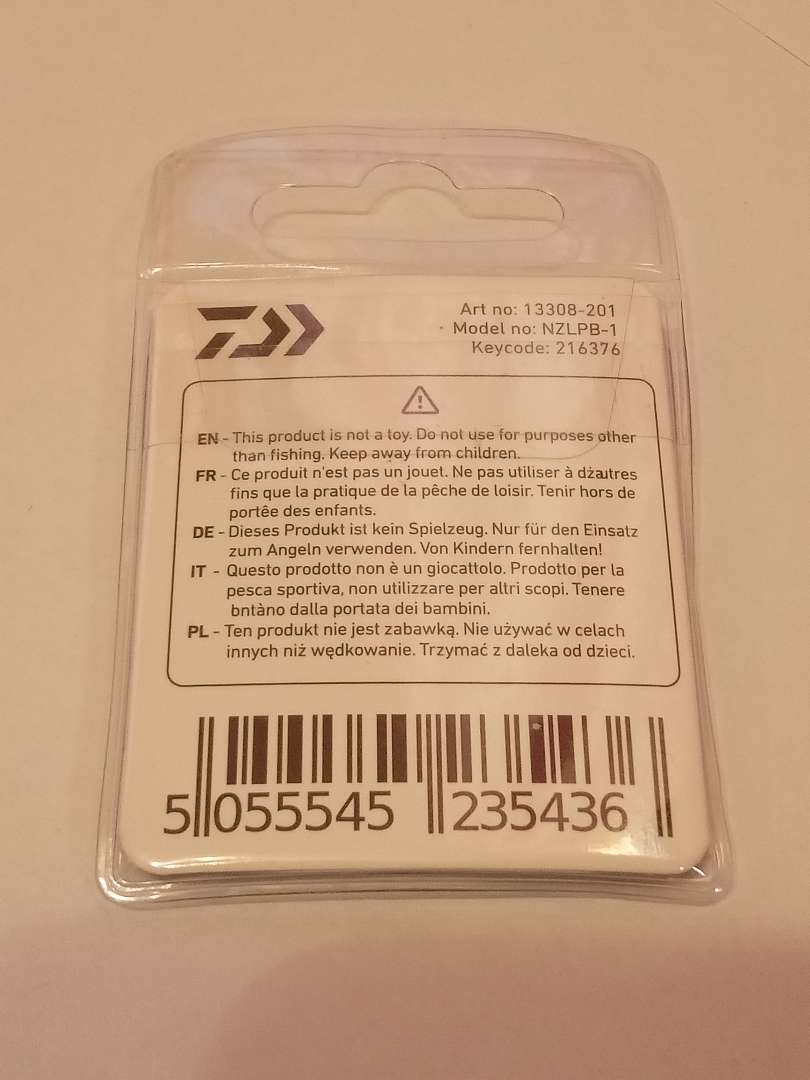 Art no: 13308-201
Model no: NZLPB-1
Keycode: 216376
EN - This product is not a toy. Do not use for purposes other
than fishing. Keep away from children.
FR - Ce produit n'est pas un jouet. Ne pas utiliser à dżautres
fins que la pratique de la pêche de loisir. Tenir hors de
portêe des enfants.
DE - Dieses Produkt ist kein Spielzeug. Nur für den Einsatz
zum Angeln verwenden. Von Kindern fernhalten!
IT - Questo prodotto non è un giocattolo. Prodotto per la
pesca sportiva, non utilizzare per altri scopi. Tenere
bntàno dalla portata dei bambini.
PL - Ten produkt nie jest zabawką. Nie używać w celach
innych niż wędkowanie. Trzymać z daleka od dzieci.
5 055545 235436